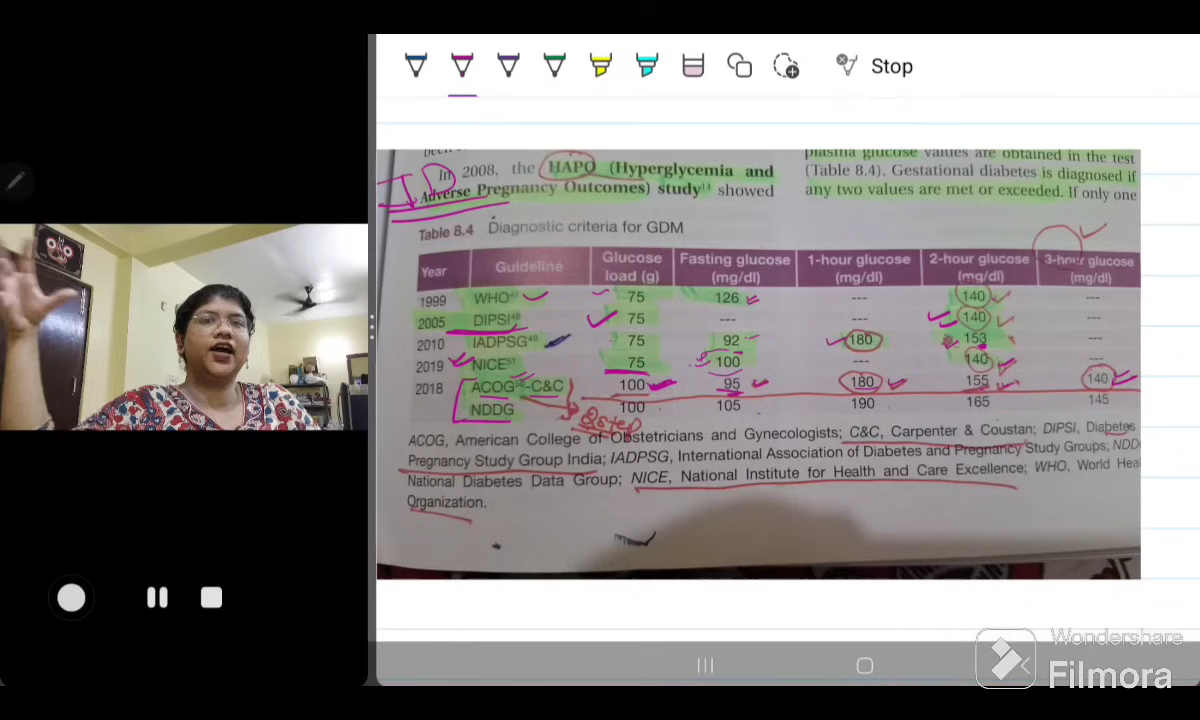 Stop
In 2008, the HAPO (Hyperglycemia and
Adverse Pregnancy Outcomes) study¹⁴ showed
plasma glucose values are obtained in the test
(Table 8.4). Gestational diabetes is diagnosed if
any two values are met or exceeded. If only one
Table 8.4 Diagnostic criteria for GDM
Year Guideline Glucose load (g) Fasting glucose (mg/dl) 1-hour glucose (mg/dl) 2-hour glucose (mg/dl) 3-hour glucose (mg/dl)
1999 WHO 75 126 --- 140 ---
2005 DIPSI⁴⁸ 75 --- --- 140 ---
2010 IADPSG⁴⁹ 75 92 180 153 ---
2019 NICE⁵¹ 75 100 --- 140 ---
2018 ACOG⁵⁰-C&C 100 95 180 155 140
NDDG 100 105 190 165 145
2step
ACOG, American College of Obstetricians and Gynecologists; C&C, Carpenter & Coustan; DIPSI, Diabetes
Pregnancy Study Group India; IADPSG, International Association of Diabetes and Pregnancy Study Groups; NDD
National Diabetes Data Group; NICE, National Institute for Health and Care Excellence; WHO, World Hea
Organization.
Wondershare
Filmora